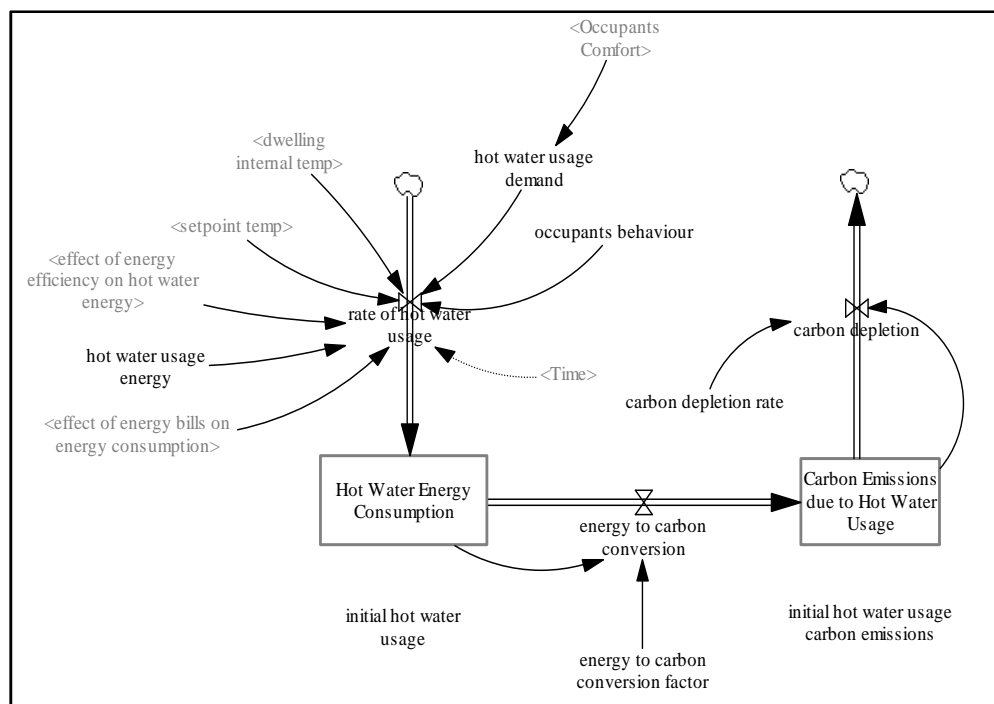 <Occupants
Comfort>
<dwelling
internal temp>
hot water usage
demand
<setpoint temp>
occupants behaviour
<effect of energy
efficiency on hot water
energy>
rate of hot water
usage
carbon depletion
hot water usage
energy
<Time>
carbon depletion rate
<effect of energy bills on
energy consumption>
Hot Water Energy
Consumption
Carbon Emissions
due to Hot Water
Usage
energy to carbon
conversion
initial hot water
usage
initial hot water usage
carbon emissions
energy to carbon
conversion factor